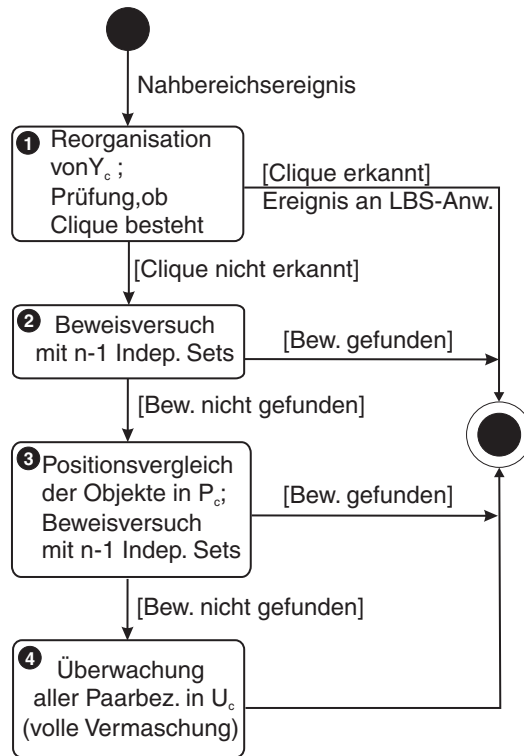 Nahbereichsereignis
1 Reorganisation
von Y_c ;
Prüfung,ob
Clique besteht
[Clique erkannt]
Ereignis an LBS-Anw.
[Clique nicht erkannt]
2 Beweisversuch
mit n-1 Indep. Sets
[Bew. gefunden]
[Bew. nicht gefunden]
3 Positionsvergleich
der Objekte in P_c;
Beweisversuch
mit n-1 Indep. Sets
[Bew. gefunden]
[Bew. nicht gefunden]
4 Überwachung
aller Paarbez. in U_c
(volle Vermaschung)